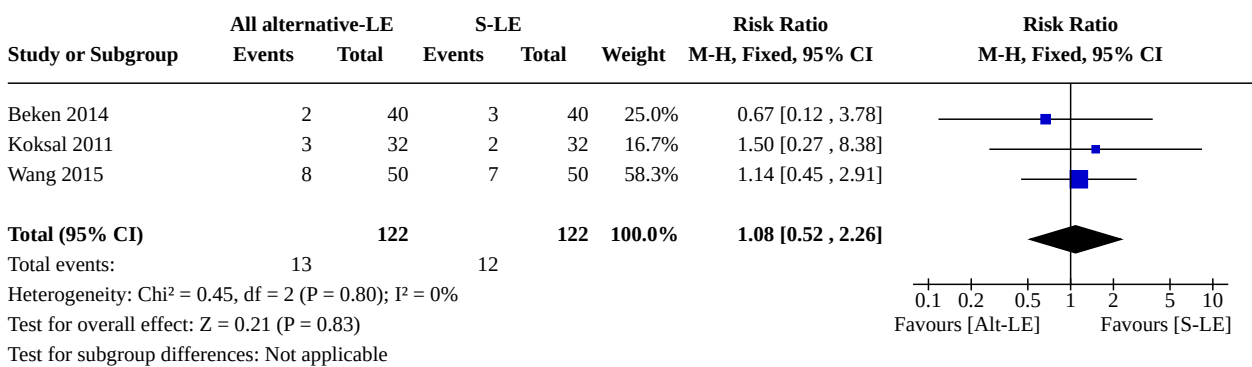 All alternative-LE S-LE Risk Ratio Risk Ratio
Study or Subgroup Events Total Events Total Weight M-H, Fixed, 95% CI M-H, Fixed, 95% CI
Beken 2014 2 40 3 40 25.0% 0.67 [0.12 , 3.78]
Koksal 2011 3 32 2 32 16.7% 1.50 [0.27 , 8.38]
Wang 2015 8 50 7 50 58.3% 1.14 [0.45 , 2.91]
Total (95% CI) 122 122 100.0% 1.08 [0.52 , 2.26]
Total events: 13 12
Heterogeneity: Chi² = 0.45, df = 2 (P = 0.80); I² = 0%
Test for overall effect: Z = 0.21 (P = 0.83)
Test for subgroup differences: Not applicable
0.1 0.2 0.5 1 2 5 10
Favours [Alt-LE] Favours [S-LE]